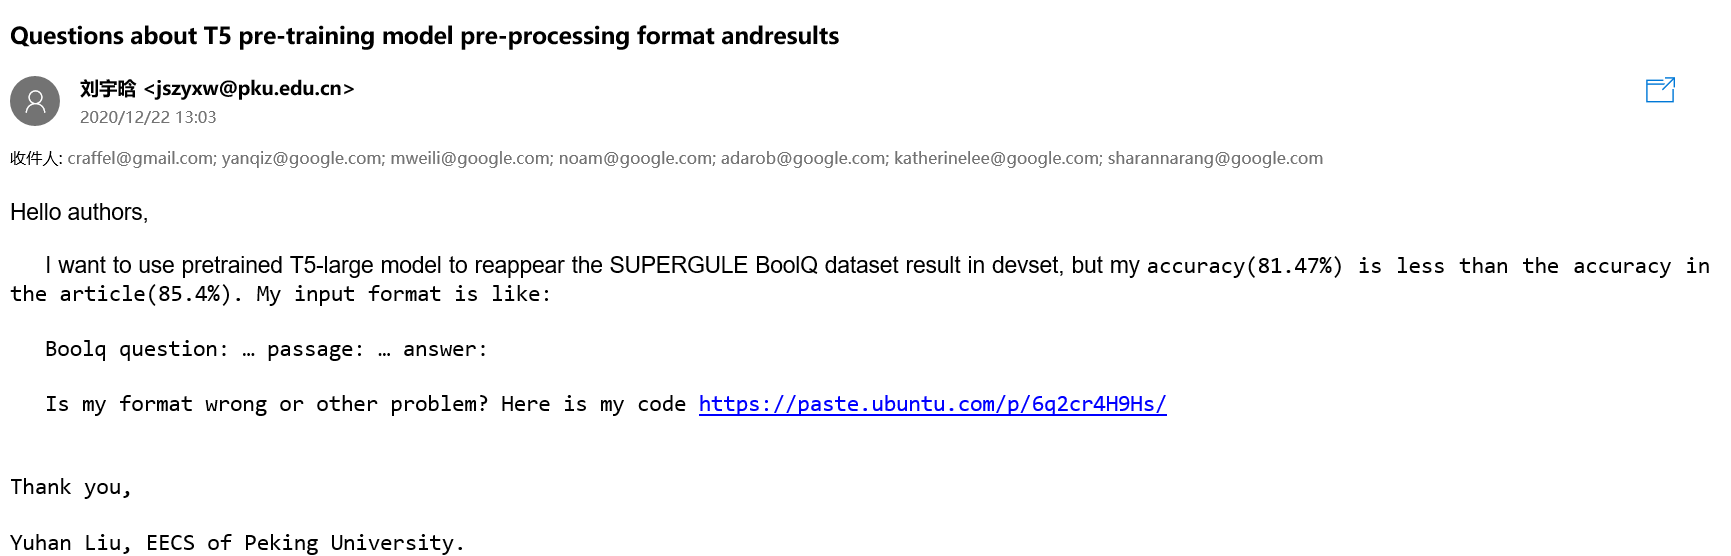 Questions about T5 pre-training model pre-processing format andresults
刘宇晗 <jszyxw@pku.edu.cn>
2020/12/22 13:03
收件人: craffel@gmail.com; yanqiz@google.com; mweili@google.com; noam@google.com; adarob@google.com; katherinelee@google.com; sharannarang@google.com
Hello authors,
I want to use pretrained T5-large model to reappear the SUPERGULE BoolQ dataset result in devset, but my accuracy(81.47%) is less than the accuracy in
the article(85.4%). My input format is like:
Boolq question: … passage: … answer:
Is my format wrong or other problem? Here is my code https://paste.ubuntu.com/p/6q2cr4H9Hs/
Thank you,
Yuhan Liu, EECS of Peking University.